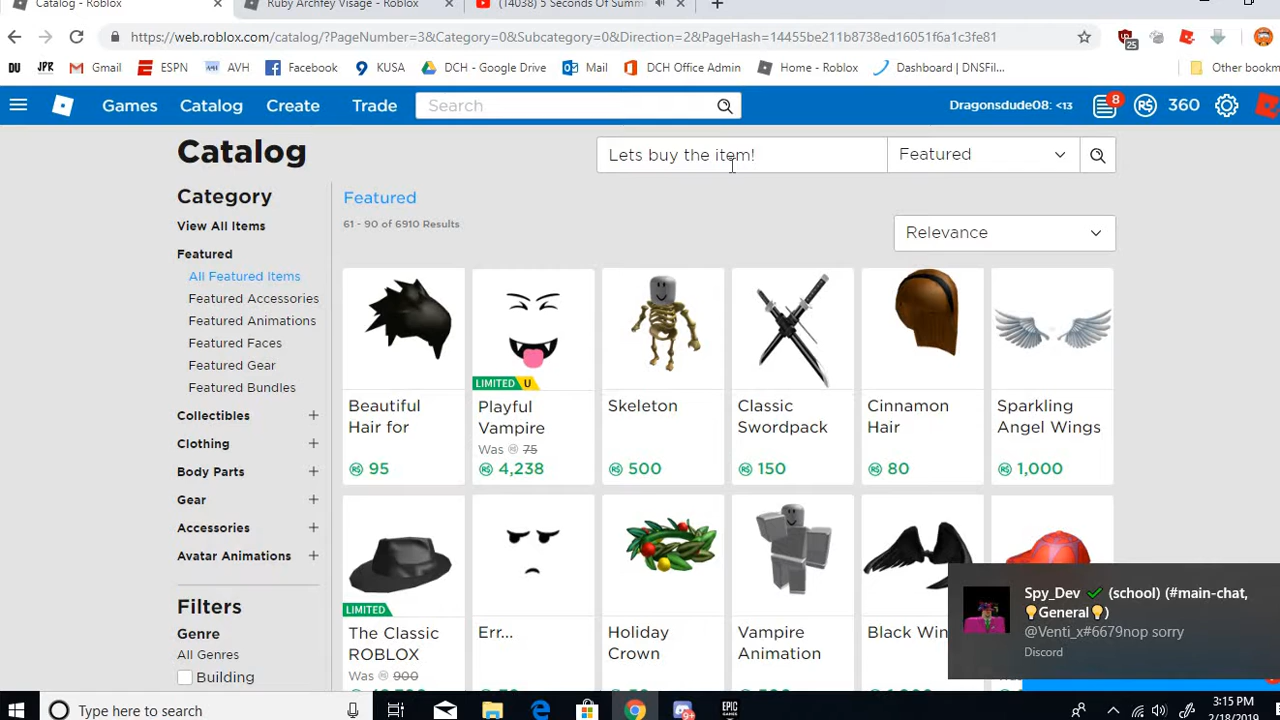 Catalog - Roblox
Ruby Archfey Visage - Roblox
(14038) 5 Seconds Of Summ
https://web.roblox.com/catalog/?PageNumber=3&Category=0&Subcategory=0&Direction=2&PageHash=14455be211b8738ed16051f6a1c3fe81
25
DU
JPR
Gmail
ESPN
AVH
Facebook
KUSA
DCH - Google Drive
Mail
DCH Office Admin
Home - Roblox
Dashboard | DNSFil...
Other bookm
Games
Catalog
Create
Trade
Search
Dragonsdude08: <13
8
R$
360
Catalog
Lets buy the item!
Featured
Category
View All Items
Featured
All Featured Items
Featured Accessories
Featured Animations
Featured Faces
Featured Gear
Featured Bundles
Collectibles +
Clothing +
Body Parts +
Gear +
Accessories +
Avatar Animations +
Filters
Genre
All Genres
Building
Featured
61 - 90 of 6910 Results
Relevance
Beautiful
Hair for
R$ 95
LIMITED U
Playful
Vampire
Was R$ 75
R$ 4,238
Skeleton
R$ 500
Classic
Swordpack
R$ 150
Cinnamon
Hair
R$ 80
Sparkling
Angel Wings
R$ 1,000
LIMITED
The Classic
ROBLOX
Was R$ 900
Err...
Holiday
Crown
Vampire
Animation
Black Win
Spy_Dev ✔ (school) (#main-chat,
💡General💡)
@Venti_x#6679nop sorry
Discord
Type here to search
EPIC
GAMES
3:15 PM
/18/2019